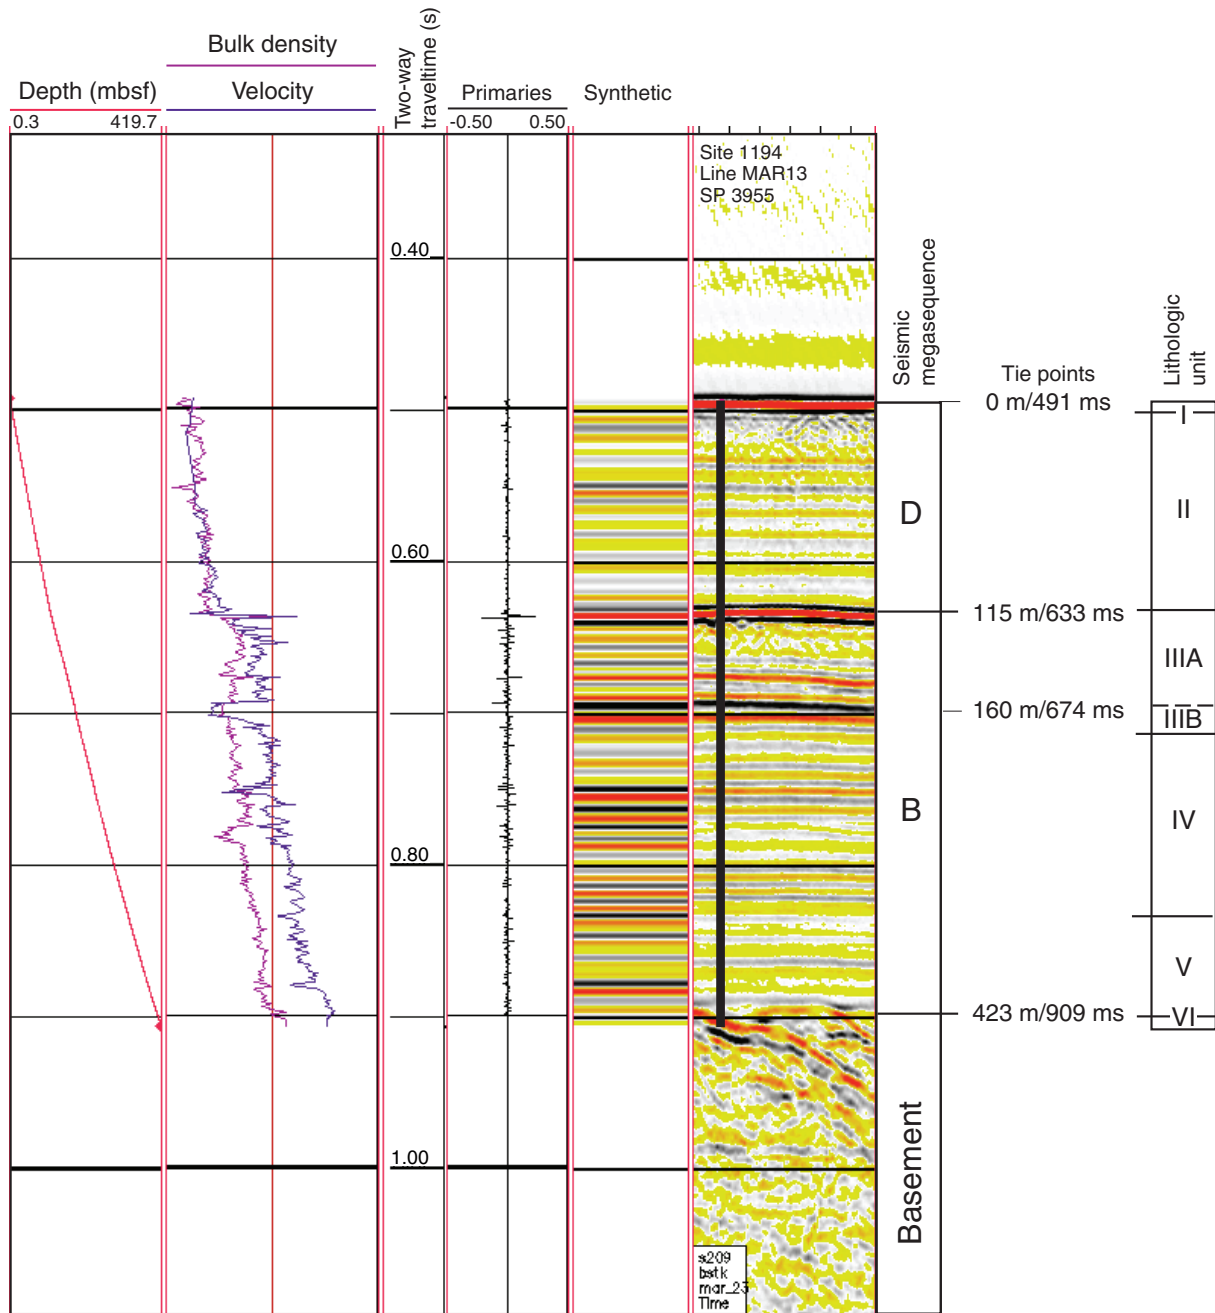 Bulk density
Depth (mbsf)
Velocity
Two-way
traveltime (s)
Primaries
Synthetic
0.3 419.7
-0.50 0.50
Site 1194
Line MAR13
SP 3955
0.40
0.60
0.80
1.00
Seismic
megasequence
D
B
Basement
Tie points
0 m/491 ms
115 m/633 ms
160 m/674 ms
423 m/909 ms
Lithologic
unit
I
II
IIIA
IIIB
IV
V
VI
s209
bstk
mar_25
Time